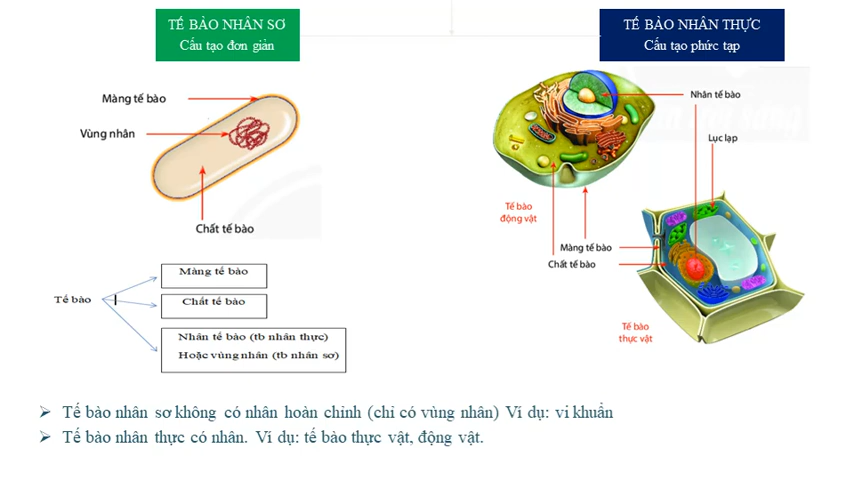 TẾ BÀO NHÂN SƠ
Cấu tạo đơn giản
TẾ BÀO NHÂN THỰC
Cấu tạo phức tạp
Màng tế bào
Vùng nhân
Chất tế bào
Nhân tế bào
Lục lạp
Tế bào
động vật
Màng tế bào
Chất tế bào
Tế bào
thực vật
Tế bào
Màng tế bào
Chất tế bào
Nhân tế bào (tb nhân thực)
Hoặc vùng nhân (tb nhân sơ)
➢ Tế bào nhân sơ không có nhân hoàn chỉnh (chỉ có vùng nhân) Ví dụ: vi khuẩn
➢ Tế bào nhân thực có nhân. Ví dụ: tế bào thực vật, động vật.